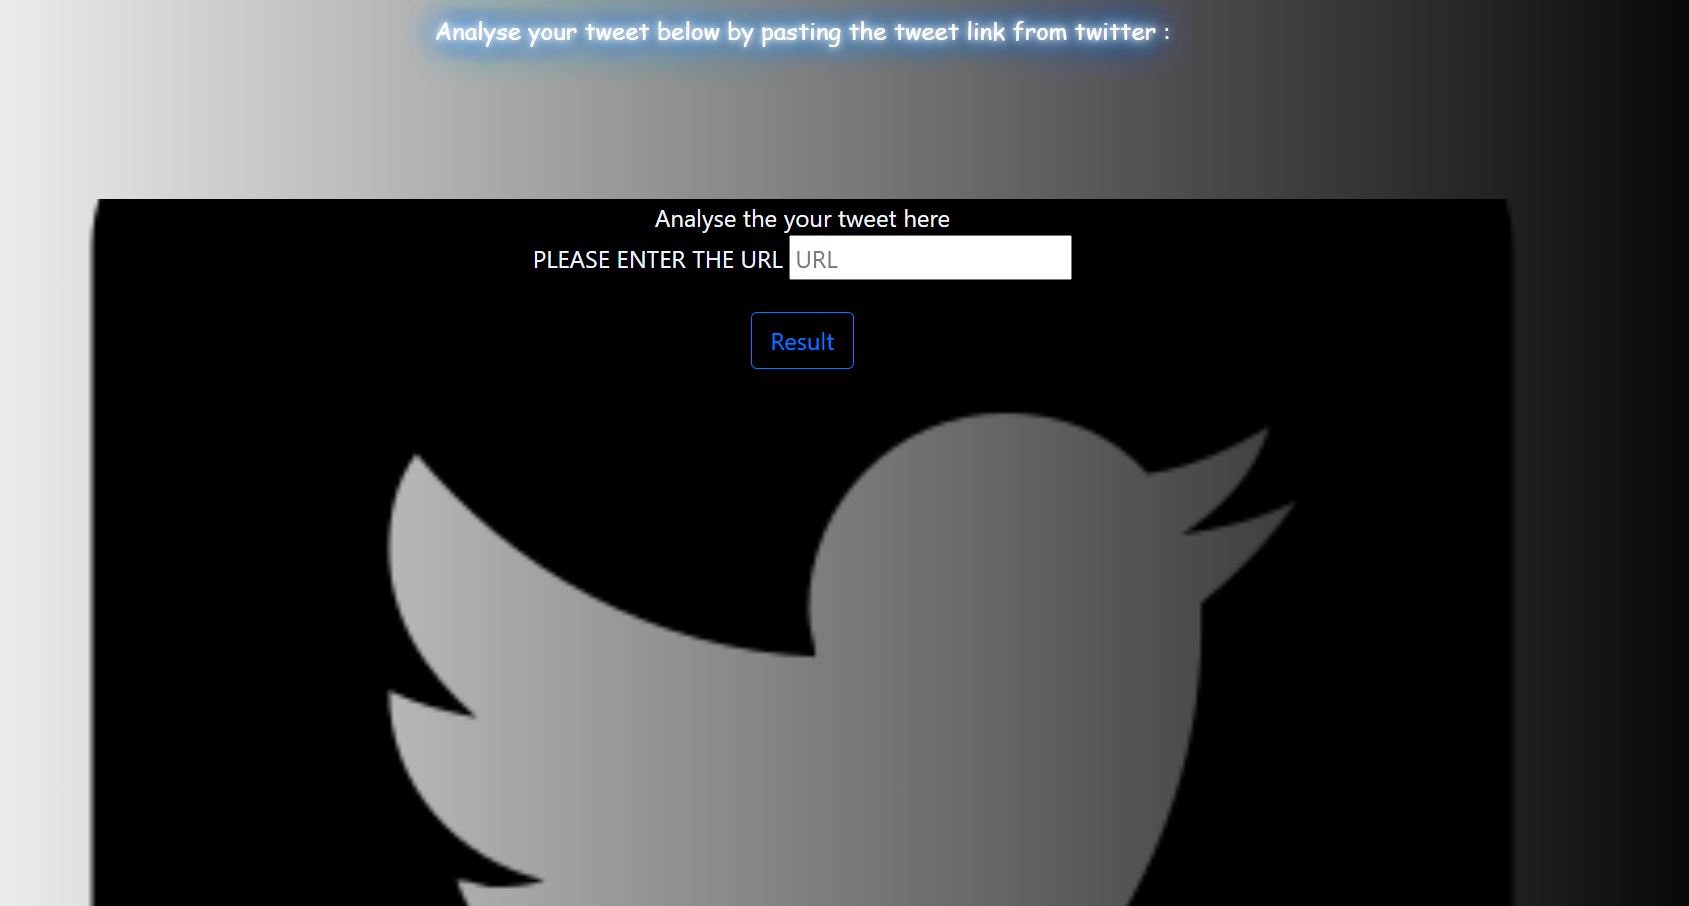 Analyse your tweet below by pasting the tweet link from twitter :
Analyse the your tweet here
PLEASE ENTER THE URL URL
Result